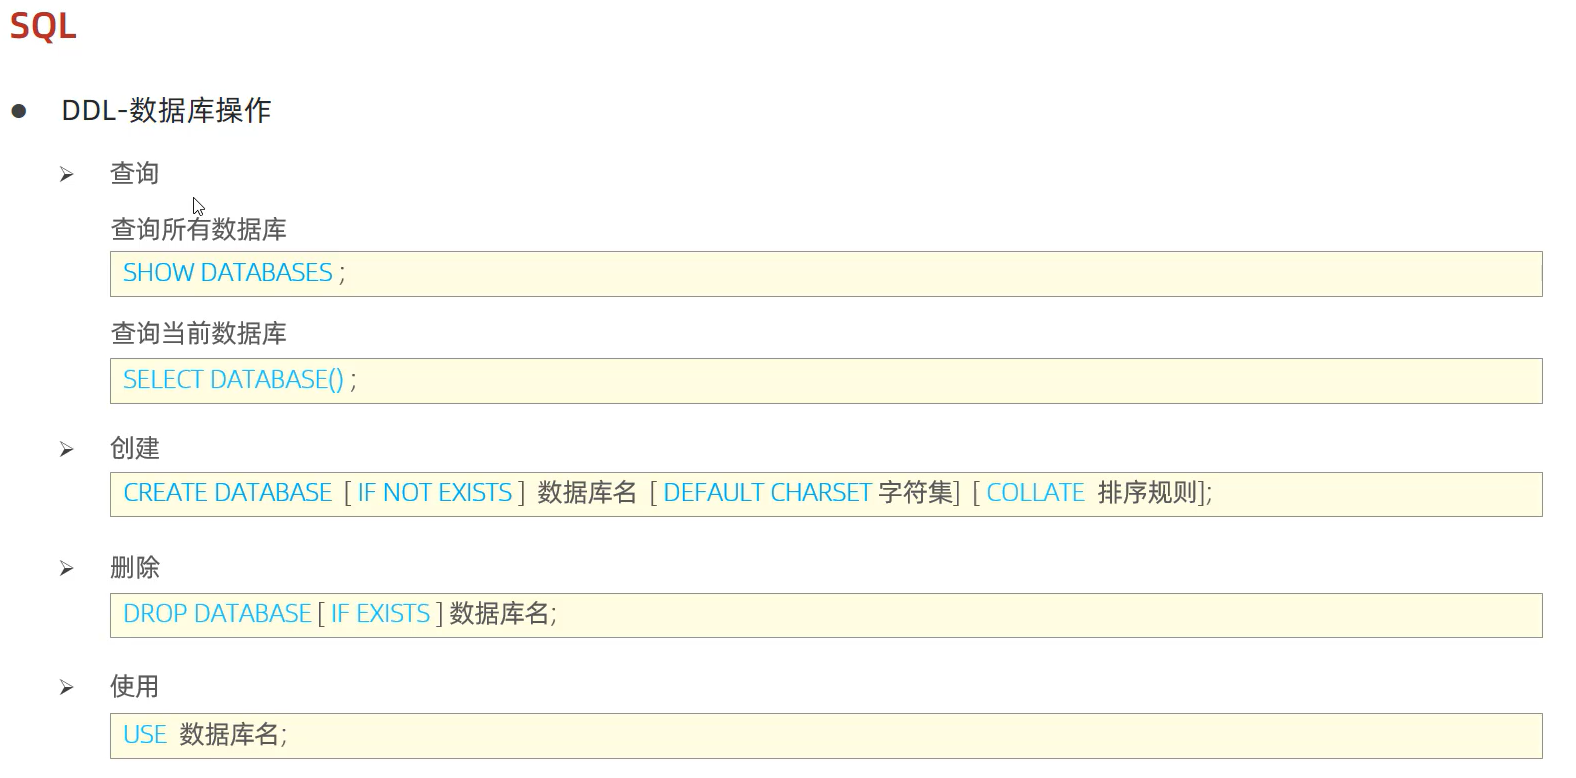 SQL
DDL-数据库操作
查询
查询所有数据库
SHOW DATABASES ;
查询当前数据库
SELECT DATABASE() ;
创建
CREATE DATABASE [ IF NOT EXISTS ] 数据库名 [ DEFAULT CHARSET 字符集] [ COLLATE 排序规则];
删除
DROP DATABASE [ IF EXISTS ] 数据库名;
使用
USE 数据库名;